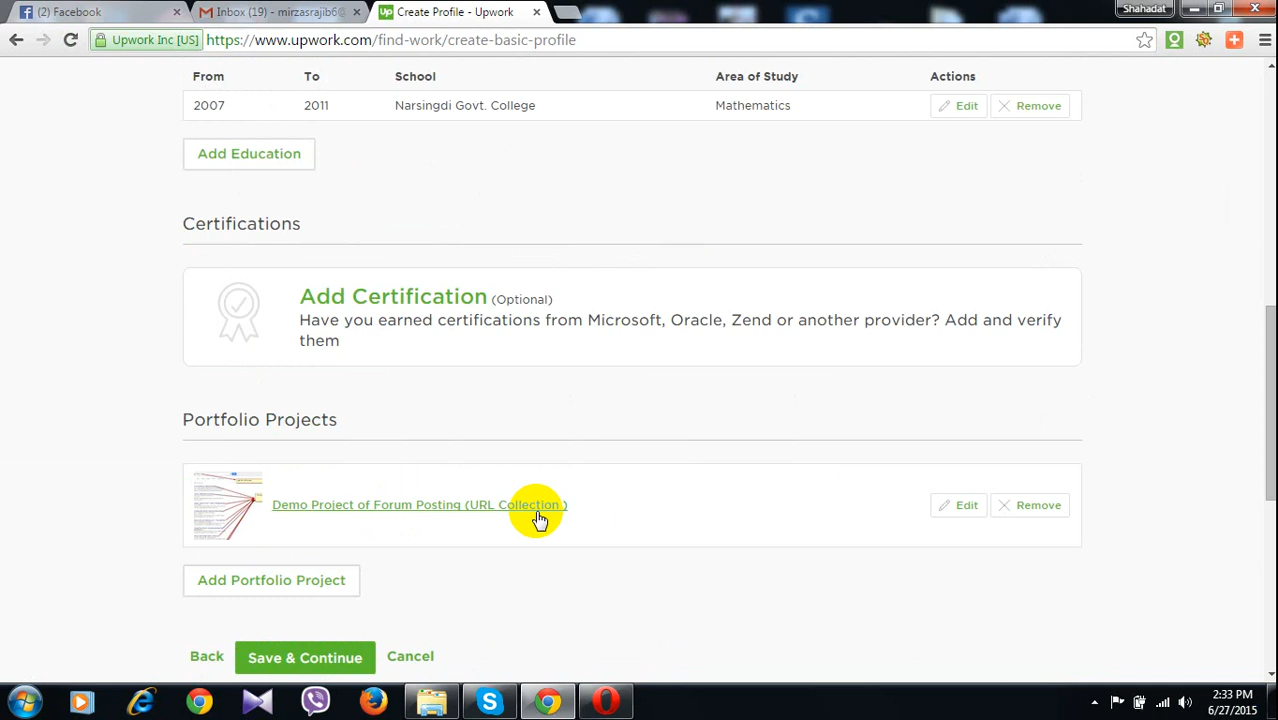 (2) Facebook
Inbox (19) - mirzasrajib6@
Create Profile - Upwork
Shahadat
Upwork Inc [US]
https://www.upwork.com/find-work/create-basic-profile
From To School Area of Study Actions
2007 2011 Narsingdi Govt. College Mathematics Edit Remove
Add Education
Certifications
Add Certification (Optional)
Have you earned certifications from Microsoft, Oracle, Zend or another provider? Add and verify
them
Portfolio Projects
Demo Project of Forum Posting (URL Collection ) Edit Remove
Add Portfolio Project
Back Save & Continue Cancel
2:33 PM
6/27/2015